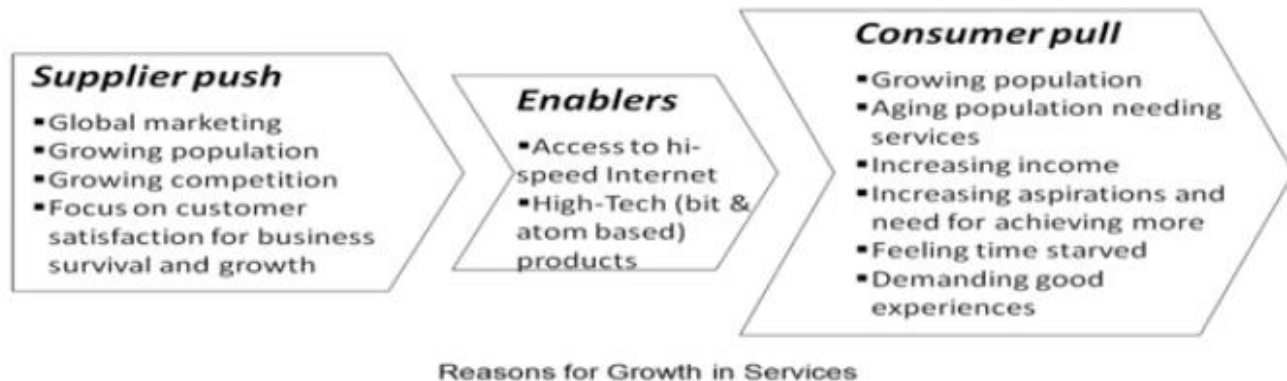 Supplier push
▪Global marketing
▪Growing population
▪Growing competition
▪Focus on customer
satisfaction for business
survival and growth
Enablers
▪Access to hi-
speed Internet
▪High-Tech (bit &
atom based)
products
Consumer pull
▪Growing population
▪Aging population needing
services
▪Increasing income
▪Increasing aspirations and
need for achieving more
▪Feeling time starved
▪Demanding good
experiences
Reasons for Growth in Services